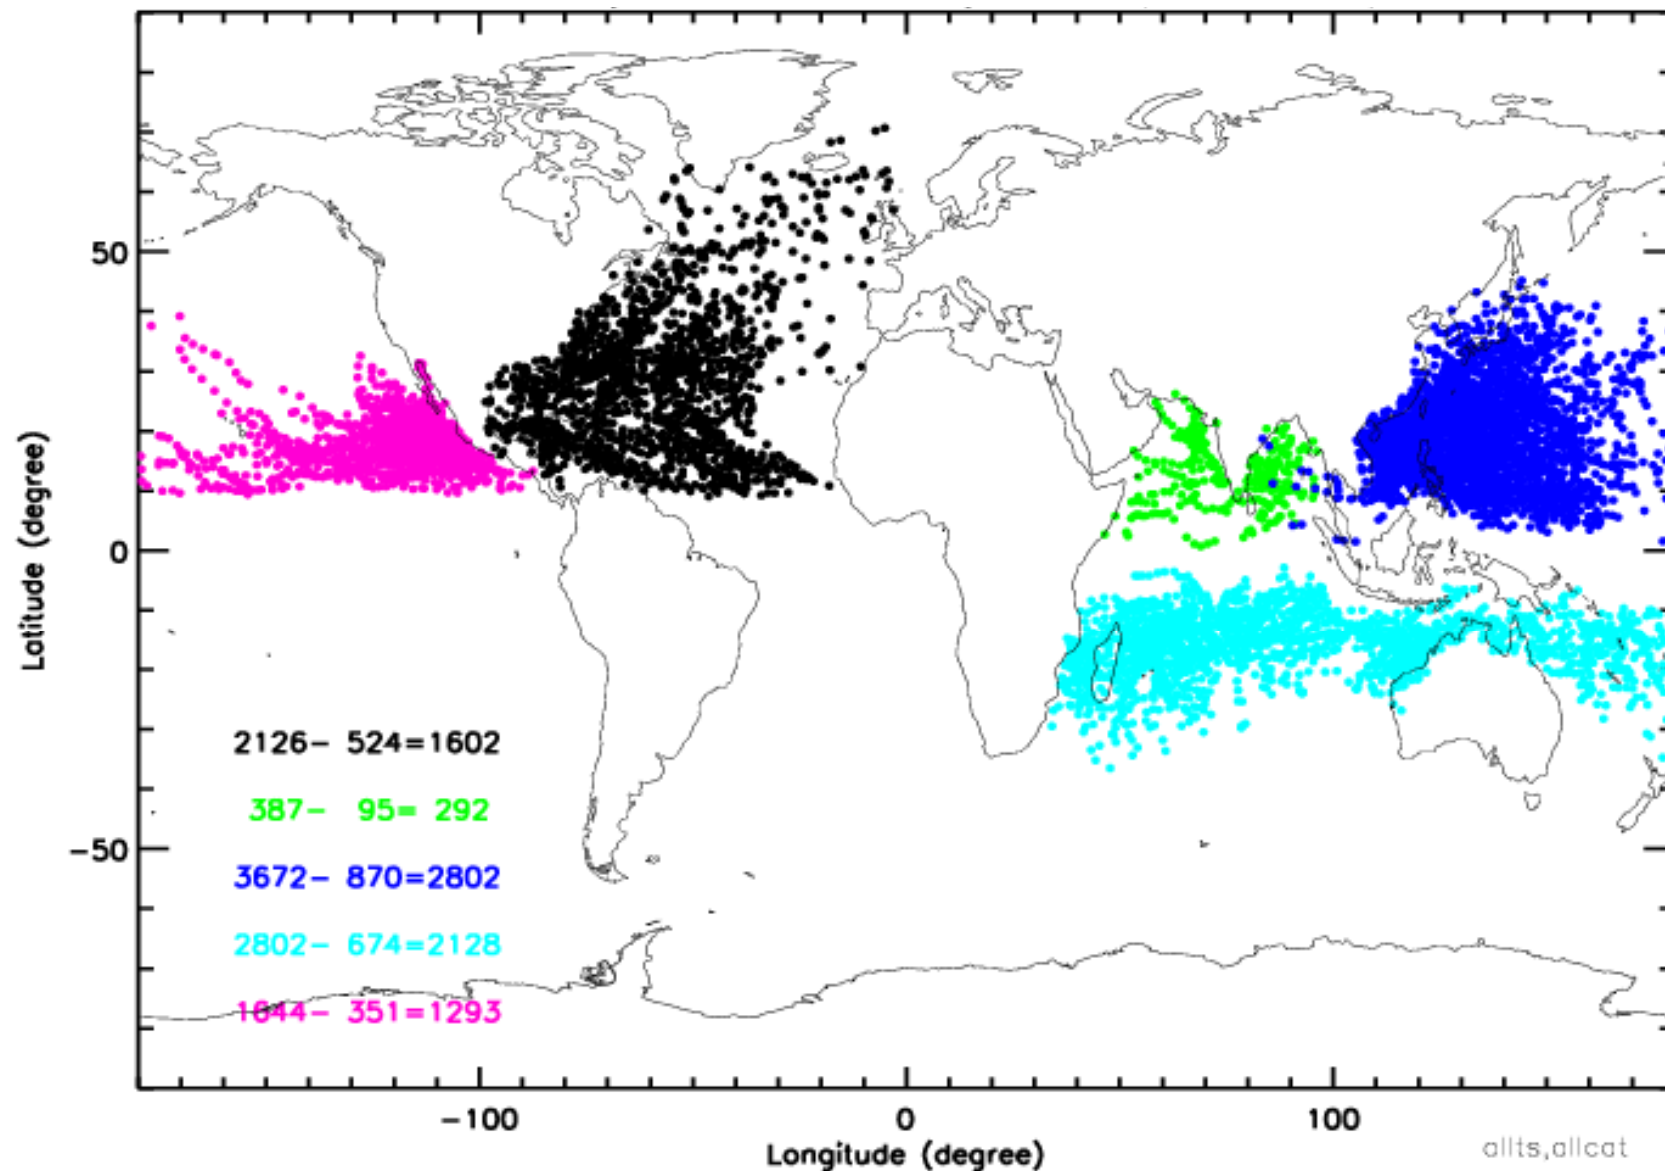 50
0
-50
Latitude (degree)
2126- 524=1602
387- 95= 292
3672- 870=2802
2802- 674=2128
1644- 351=1293
-100
0
100
Longitude (degree)
allts,allcat